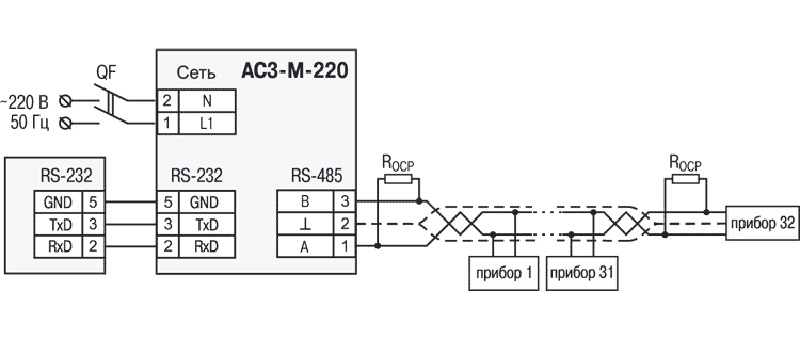 QF
Сеть
АС3-М-220
~220 В
50 Гц
2 N
1 L1
RS-232
RS-232
RS-485
GND 5
TxD 3
RxD 2
5 GND
3 TxD
2 RxD
B 3
⊥ 2
A 1
RОСР
RОСР
прибор 1
прибор 31
прибор 32